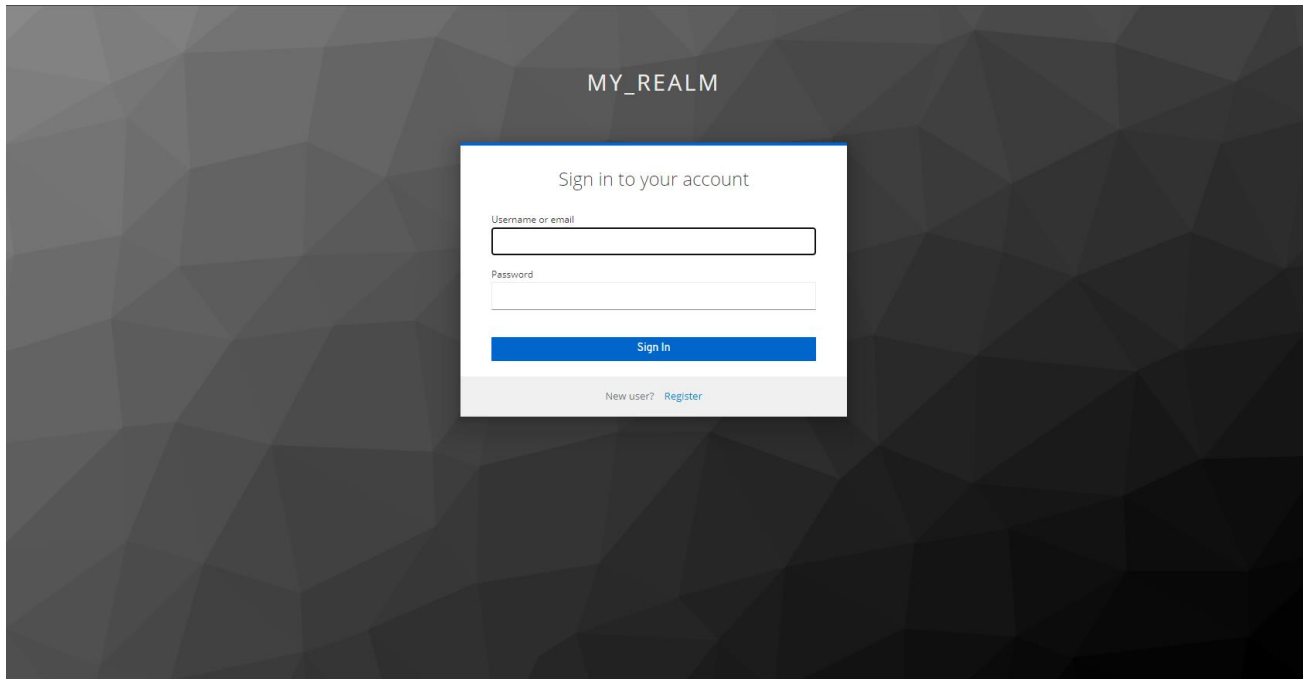 MY_REALM
Sign in to your account
Username or email
Password
Sign In
New user? Register